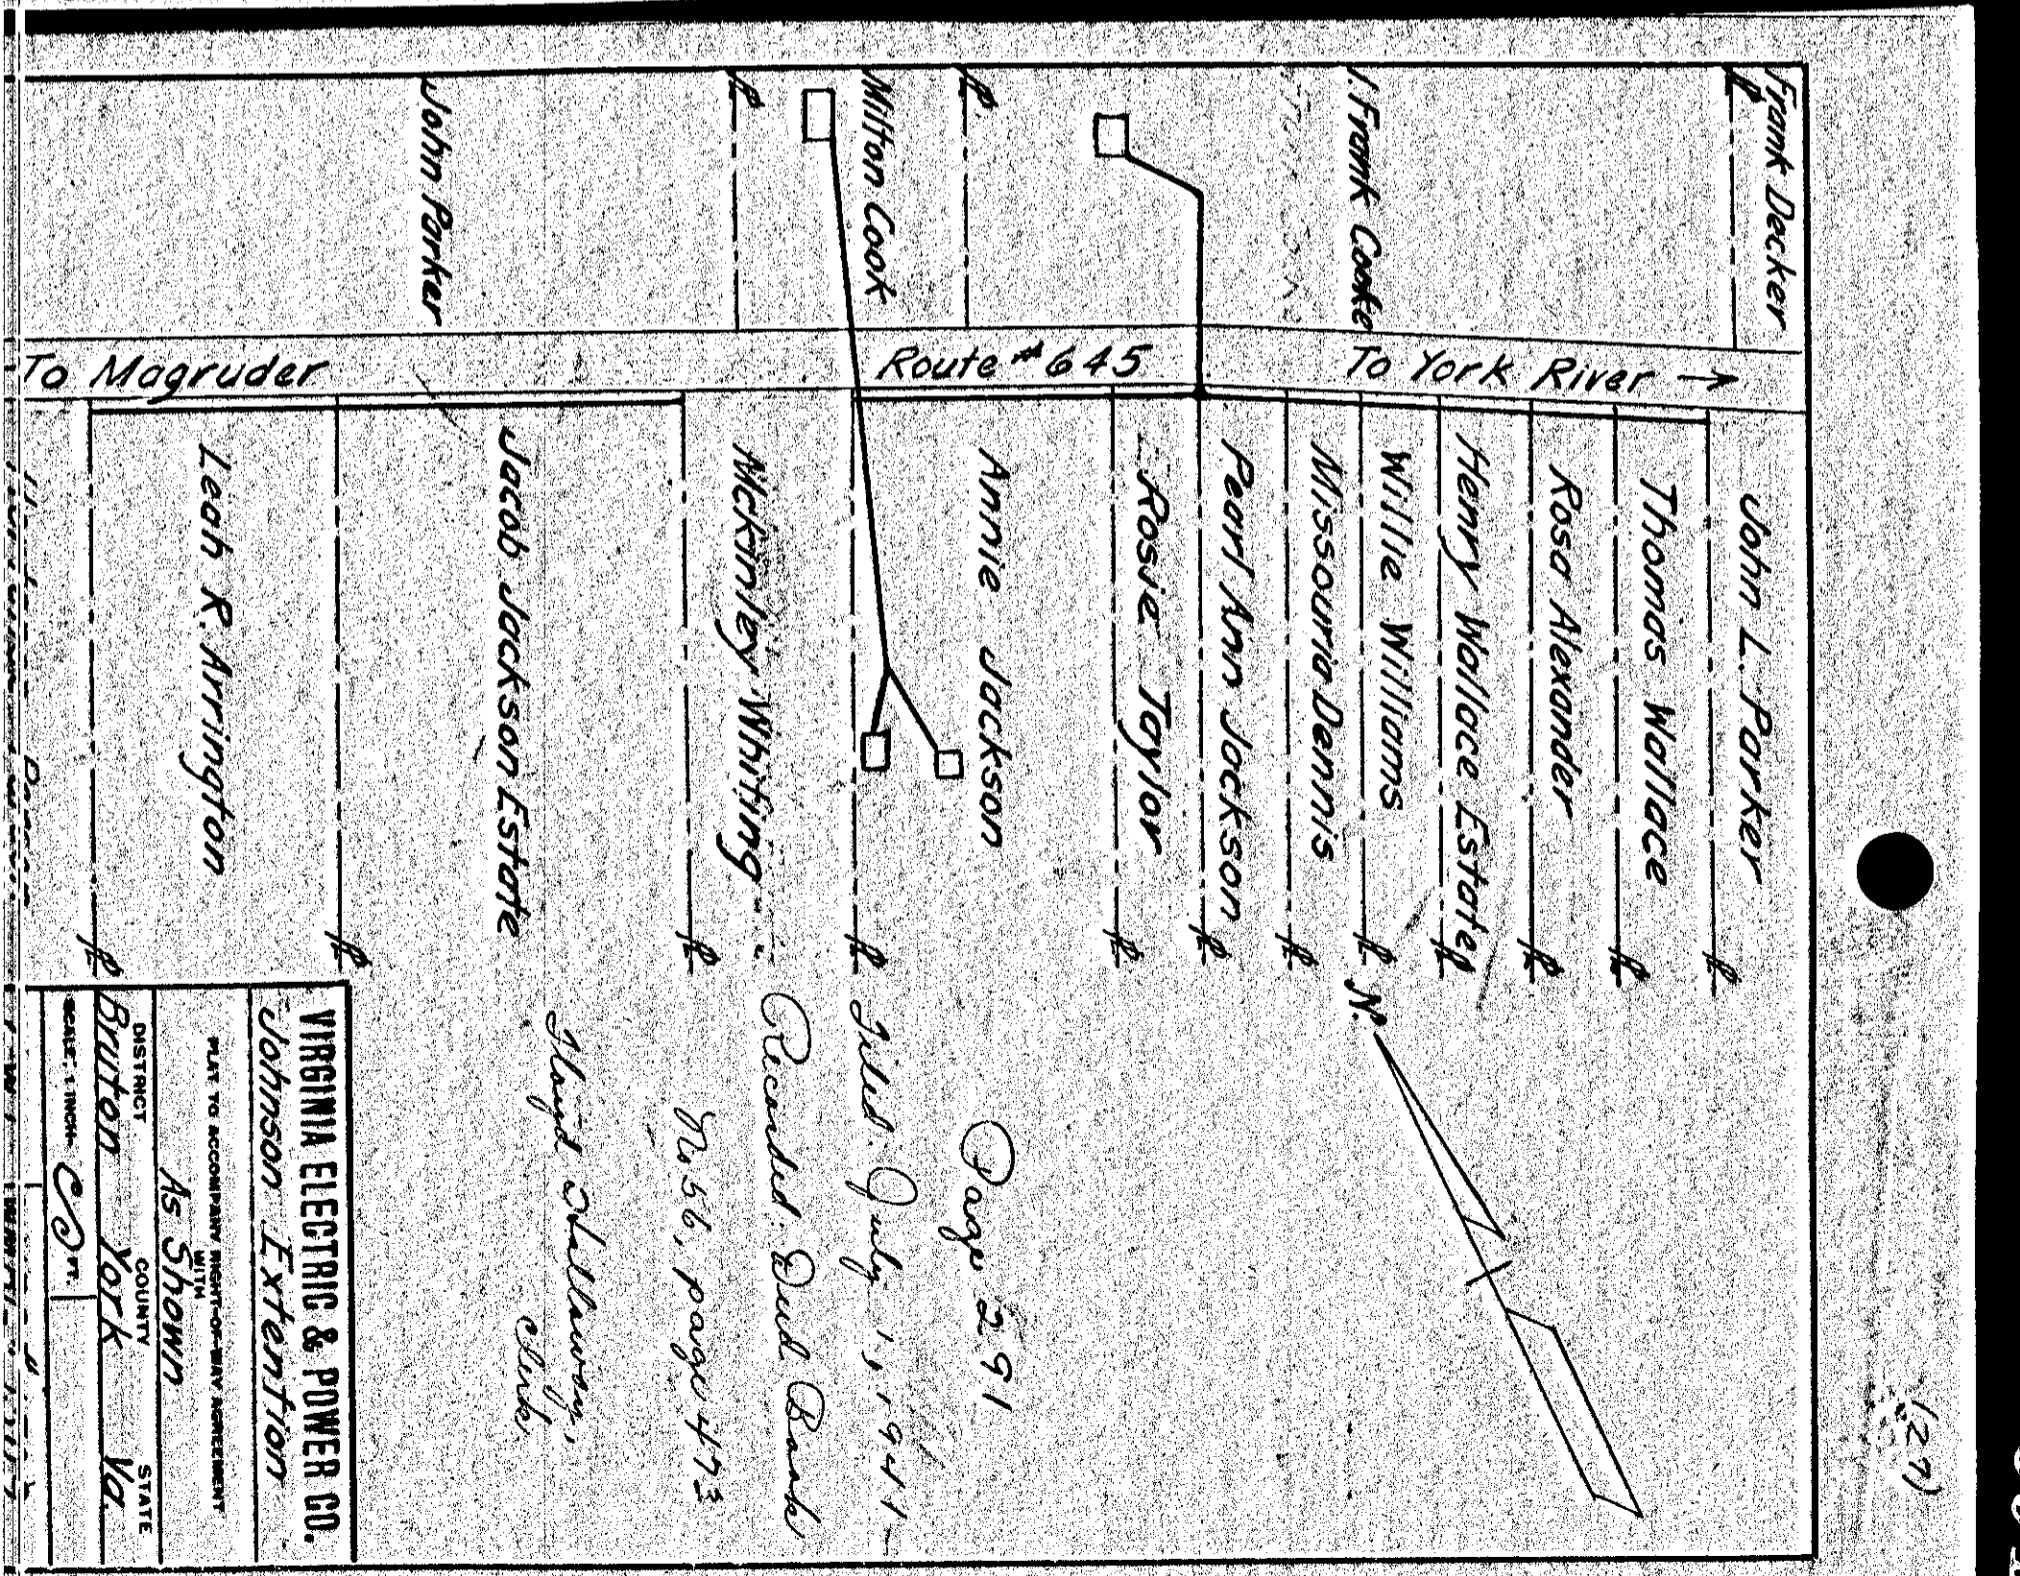 (27)
Frank Decker
I Frank Cooke
Milton Cook
John Parker
To Magruder
Route #645
To York River →
John L. Parker
Thomas Wallace
Rosa Alexander
Henry Wallace Estate
Willie Williams
Missouria Dennis
Pearl Ann Jackson
Rosie Taylor
Annie Jackson
McKinley Whiting
Jacob Jackson Estate
Leah R. Arrington
N.
Page 291
Filed: July 1, 1941
Recorded: Deed Book
No 56, page 473
Floyd Holloway,
Clerk.
VIRGINIA ELECTRIC & POWER CO.
Johnson Extention
PLAT TO ACCOMPANY RIGHT-OF-WAY AGREEMENT
WITH
As Shown
DISTRICT COUNTY STATE
Bruton York Va.
SCALE: 1 INCH= FT.